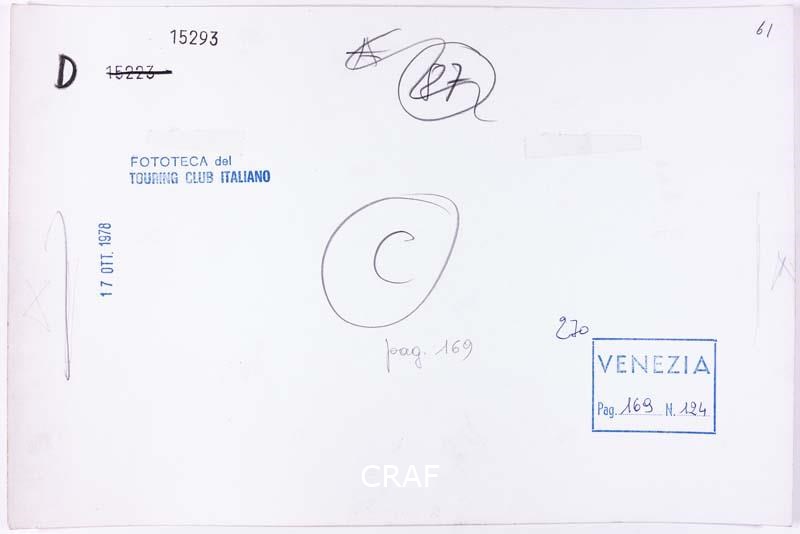 61
15293
D 15223
A 87
FOTOTECA del
TOURING CLUB ITALIANO
17 OTT. 1978
C
pag. 169
270
VENEZIA
Pag. 169 N. 124
CRAF